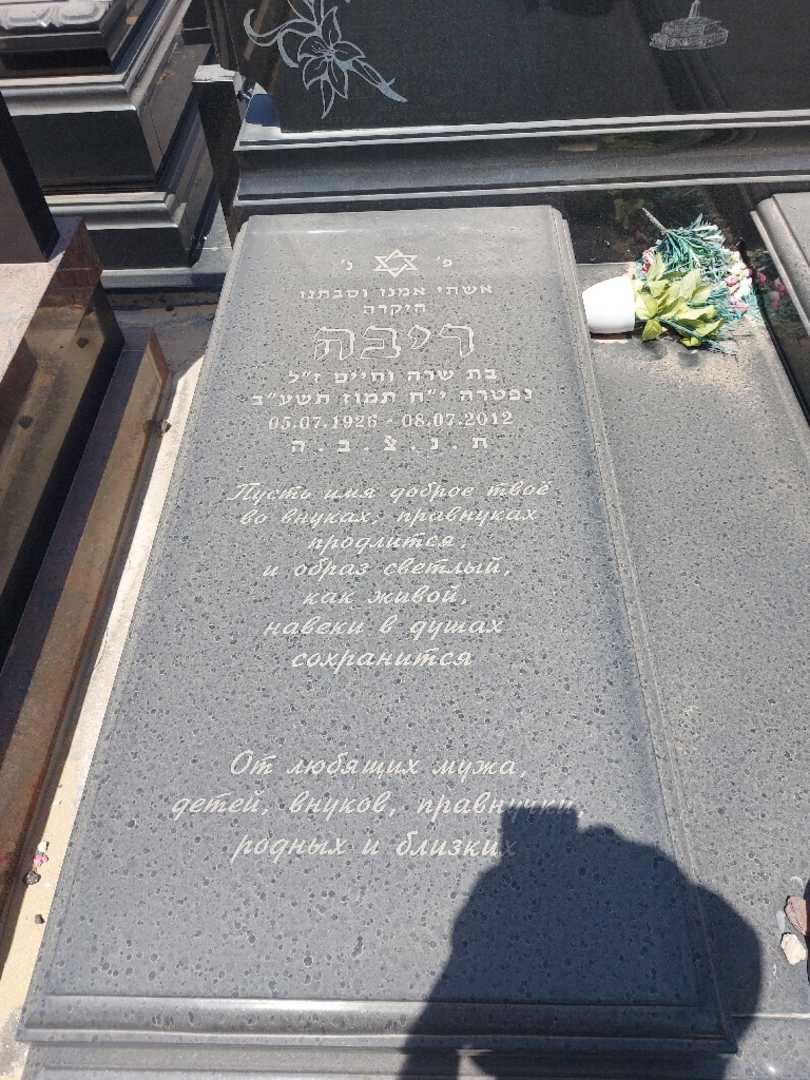 פ' נ'
אשתי אמנו וסבתנו
היקרה
ריבה
בת שרה וחיים ז"ל
נפטרה י"ח תמוז תשע"ב
05.07.1926 - 08.07.2012
ת . נ . צ . ב . ה
Пусть имя доброе твоё
во внуках, правнуках
продлится,
и образ светлый,
как живой,
навеки в душах
сохранится
От любящих мужа,
детей, внуков, правнучки,
родных и близких